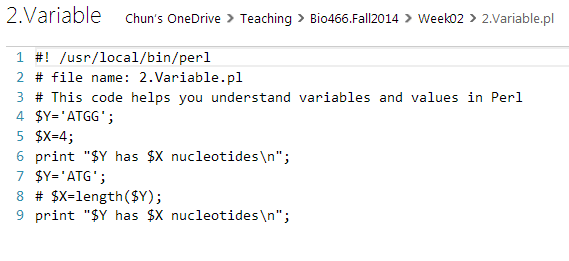 2.Variable Chun's OneDrive > Teaching > Bio466.Fall2014 > Week02 > 2.Variable.pl
1 #! /usr/local/bin/perl
2 # file name: 2.Variable.pl
3 # This code helps you understand variables and values in Perl
4 $Y='ATGG';
5 $X=4;
6 print "$Y has $X nucleotides\n";
7 $Y='ATG';
8 # $X=length($Y);
9 print "$Y has $X nucleotides\n";